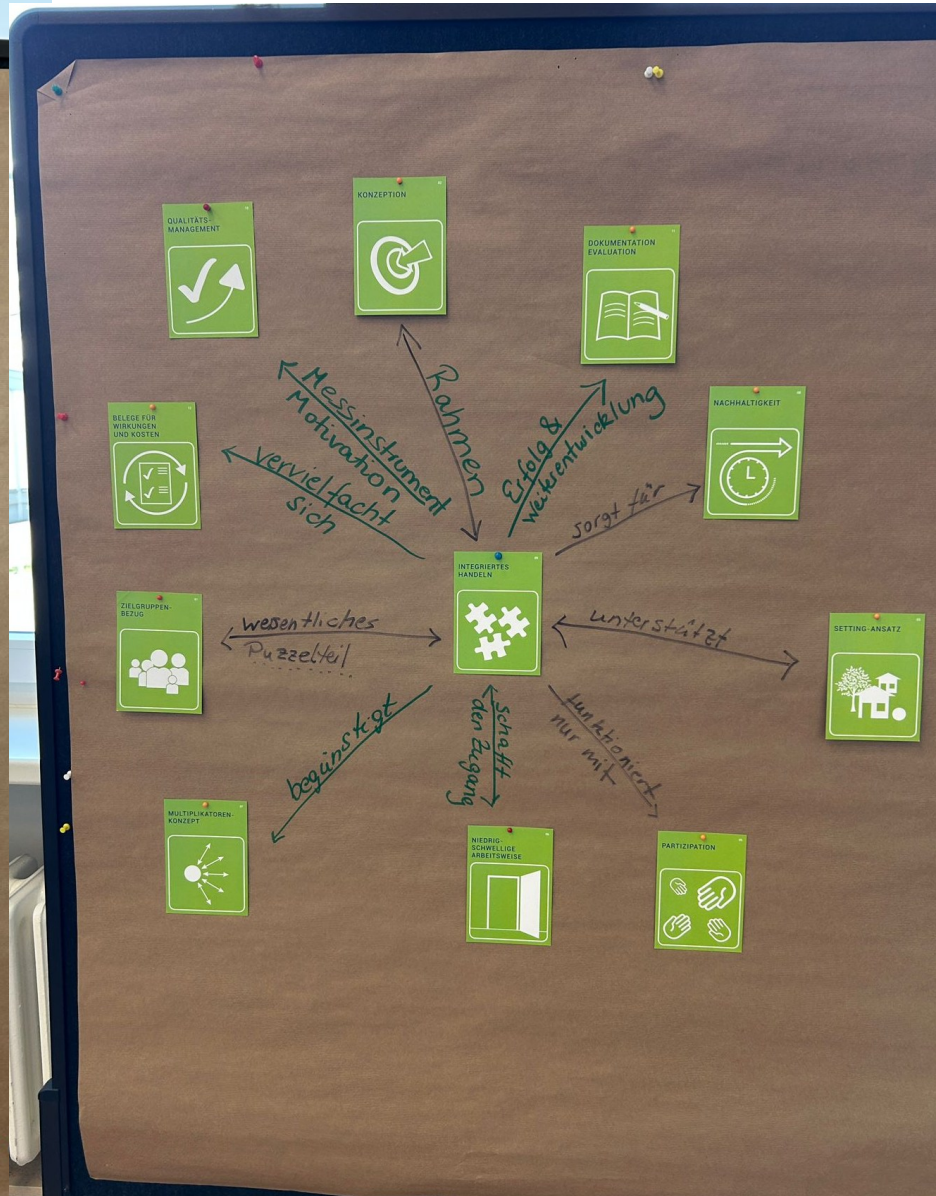 KONZEPTION
QUALITÄTS-
MANAGEMENT
DOKUMENTATION
EVALUATION
Messinstrument
Motivation
Rahmen
Erfolg &
weiterentwicklung
NACHHALTIGKEIT
BELEGE FÜR
WIRKUNGEN
UND KOSTEN
vervielfacht
sich
sorgt für
INTEGRIERTES
HANDELN
ZIELGRUPPEN-
BEZUG
wesentliches
Puzzelteil
unterstützt
SETTING-ANSATZ
begünstigt
schafft
den Zugang
funktioniert
nur mit
MULTIPLIKATOREN-
KONZEPT
NIEDRIG-
SCHWELLIGE
ARBEITSWEISE
PARTIZIPATION